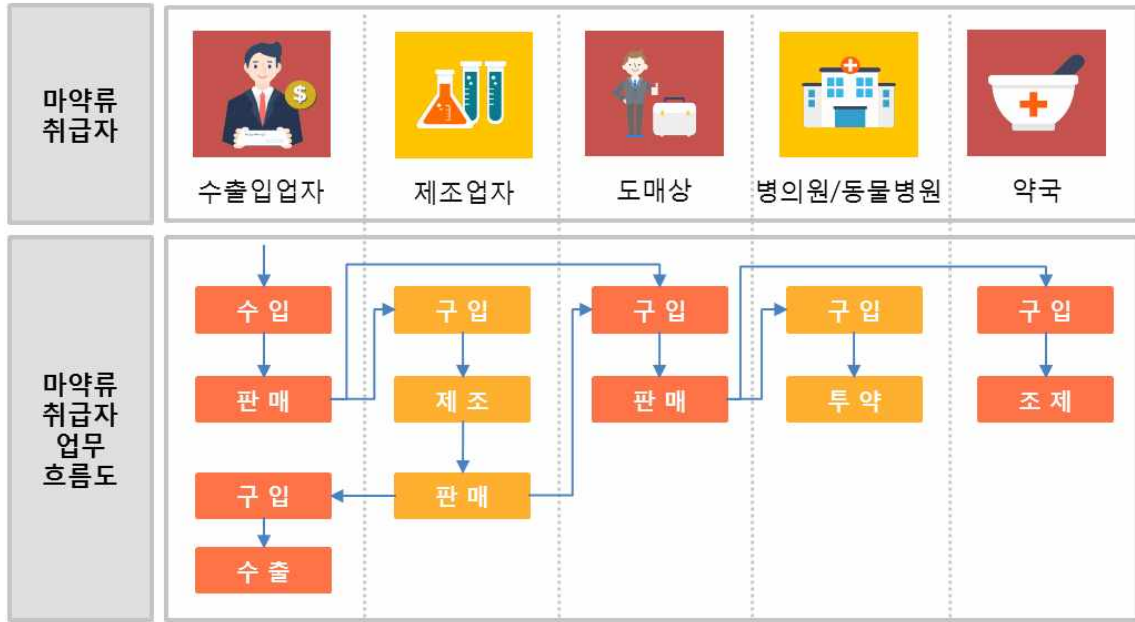 마약류
취급자
$
수출입업자
제조업자
도매상
병의원/동물병원
약국
마약류
취급자
업무
흐름도
수 입
구 입
구 입
구 입
구 입
판 매
제 조
판 매
투 약
조 제
구 입
판 매
수 출